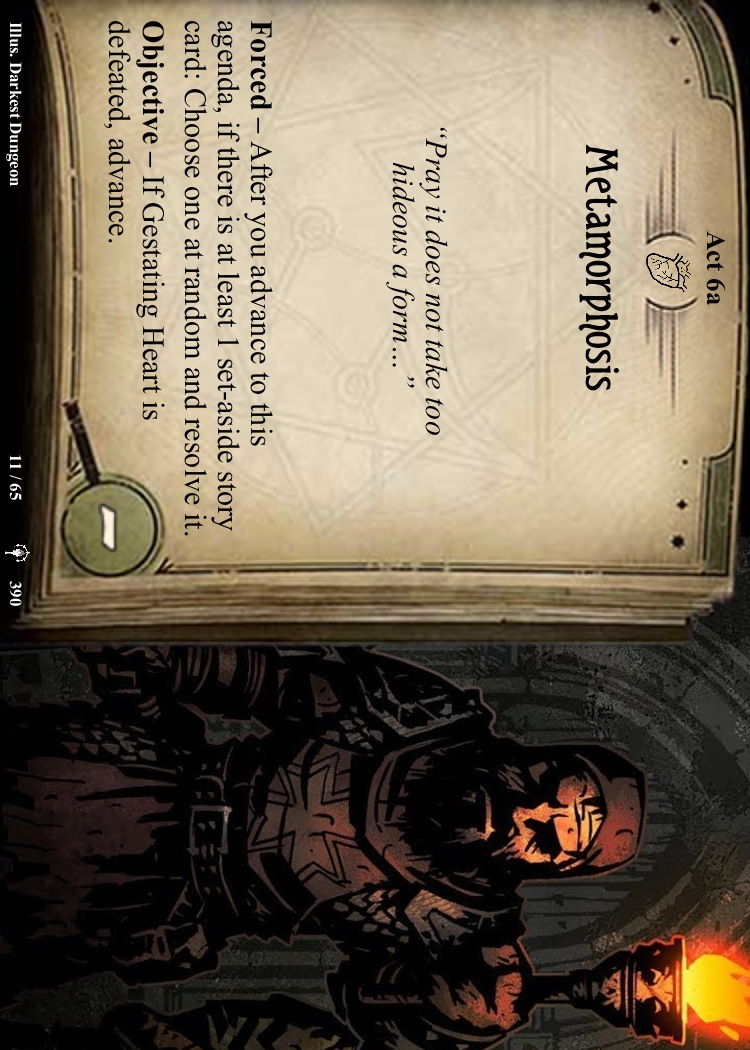 Act 6a
Metamorphosis
“Pray it does not take too
hideous a form... ”
Forced – After you advance to this
agenda, if there is at least 1 set-aside story
card: Choose one at random and resolve it.
Objective – If Gestating Heart is
defeated, advance.
–
Illus. Darkest Dungeon
11 / 65
390